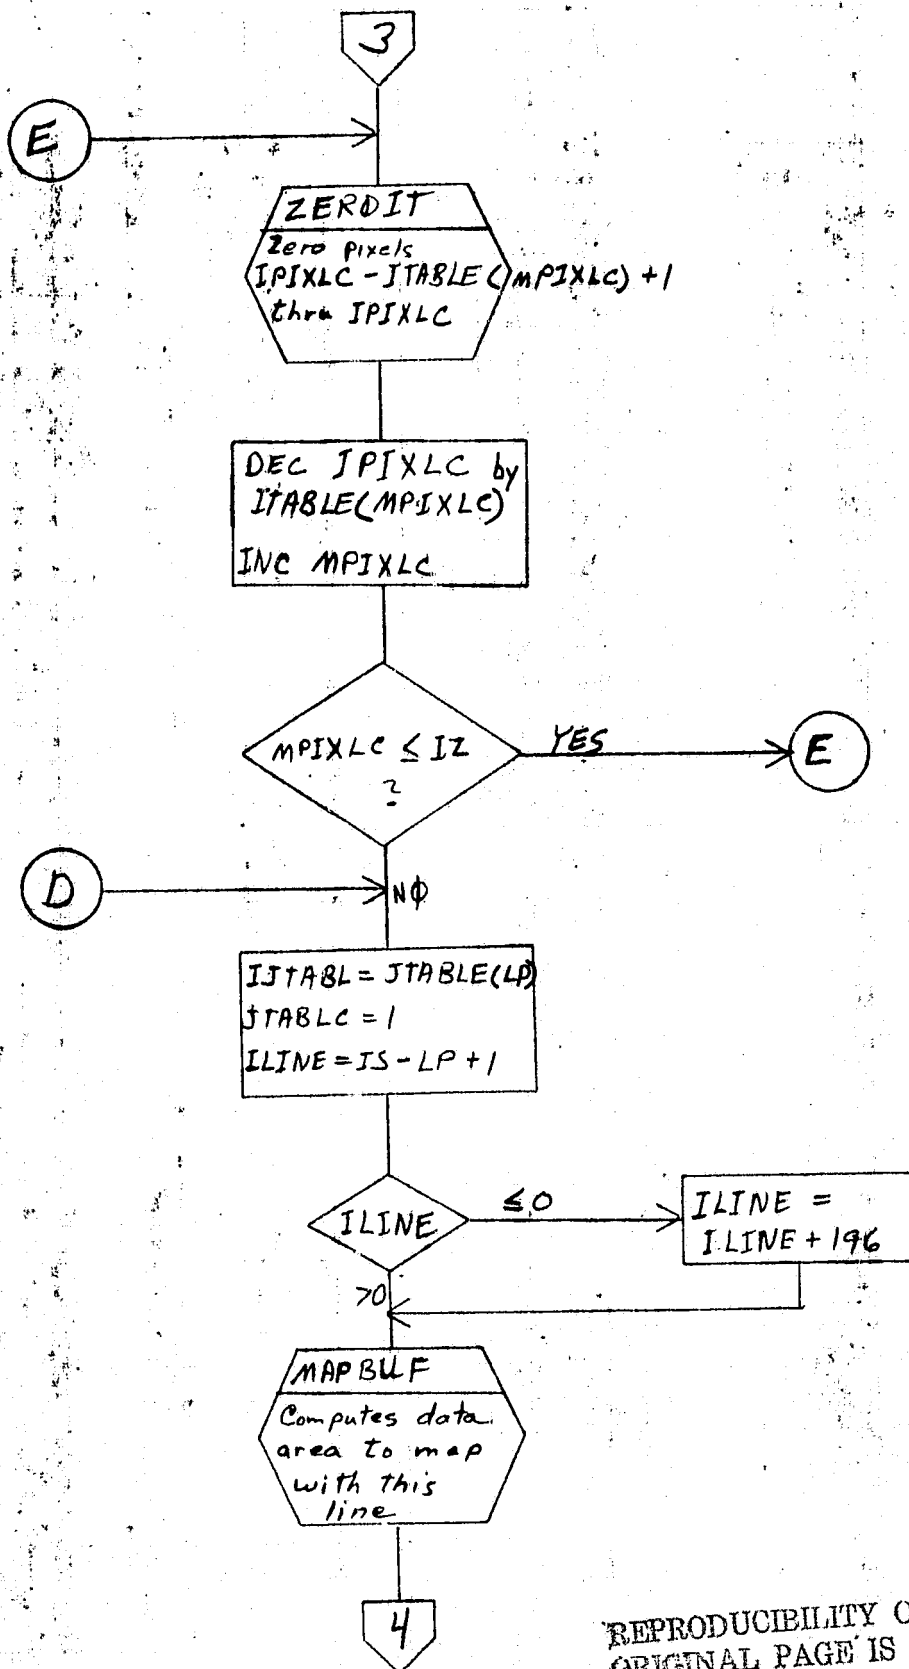 3
E
ZERØIT
Zero pixels
IPIXLC - ITABLE(MPIXLC) +1
thru IPIXLC
DEC IPIXLC by
ITABLE(MPIXLC)
INC MPIXLC
MPIXLC ≤ IZ
?
YES
E
D
NØ
IJTABL = JTABLE(LP)
JTABLC = 1
ILINE = IS - LP + 1
ILINE
≤ 0
ILINE =
ILINE + 196
>0
MAPBUF
Computes data
area to map
with this
line
4
REPRODUCIBILITY O
ORIGINAL PAGE IS